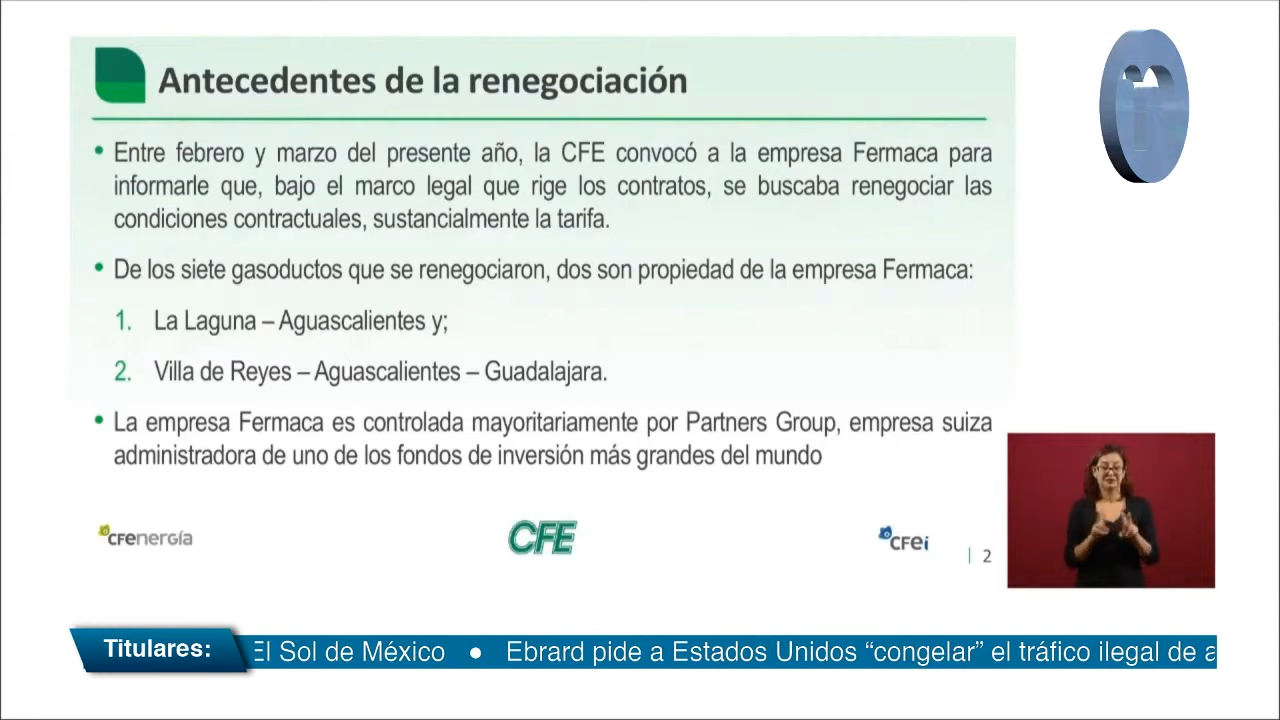 Antecedentes de la renegociación
• Entre febrero y marzo del presente año, la CFE convocó a la empresa Fermaca para
informarle que, bajo el marco legal que rige los contratos, se buscaba renegociar las
condiciones contractuales, sustancialmente la tarifa.
• De los siete gasoductos que se renegociaron, dos son propiedad de la empresa Fermaca:
1. La Laguna – Aguascalientes y;
2. Villa de Reyes – Aguascalientes – Guadalajara.
• La empresa Fermaca es controlada mayoritariamente por Partners Group, empresa suiza
administradora de uno de los fondos de inversión más grandes del mundo
CFEnergía
CFE
CFEi
| 2
Titulares: El Sol de México ● Ebrard pide a Estados Unidos “congelar” el tráfico ilegal de a